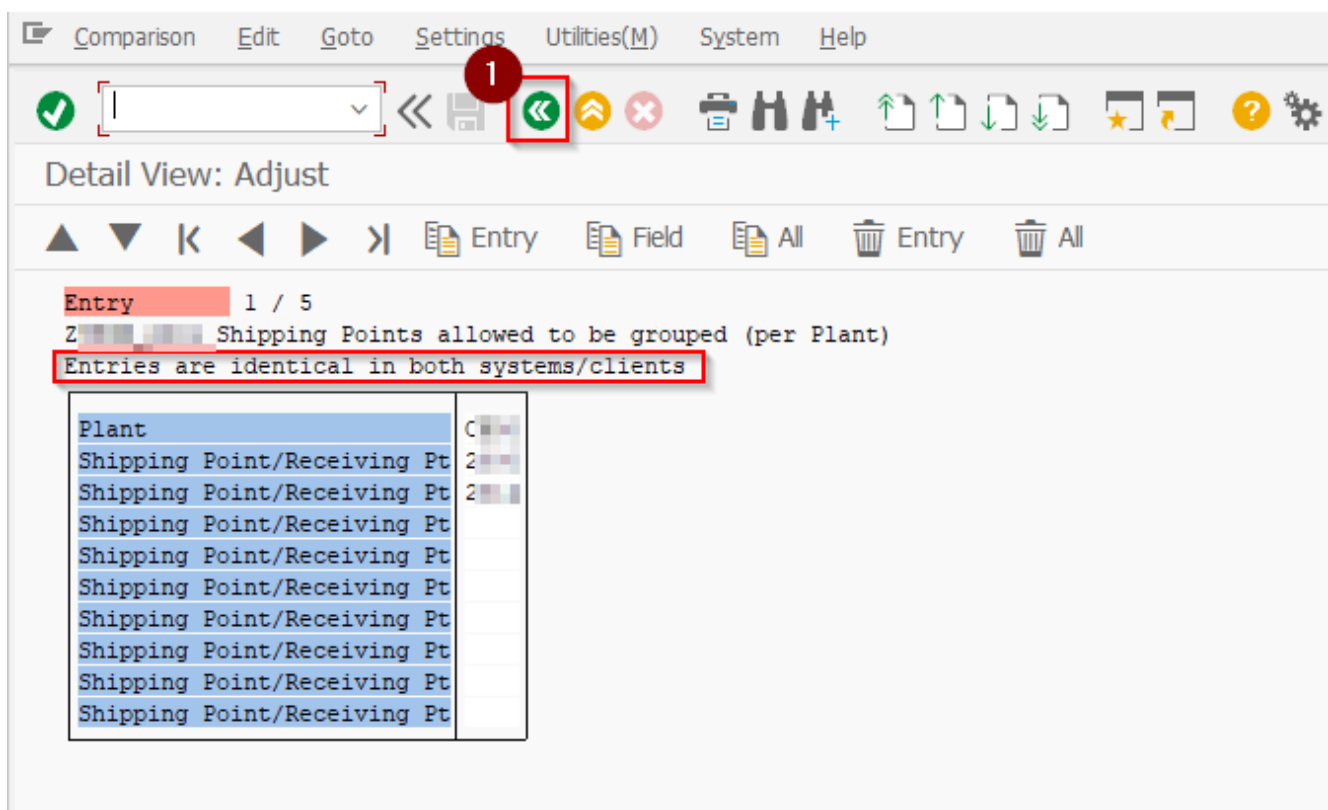 Comparison Edit Goto Settings Utilities(M) System Help
1
Detail View: Adjust
Entry Field All Entry All
Entry 1 / 5
Shipping Points allowed to be grouped (per Plant)
Entries are identical in both systems/clients
Plant
Shipping Point/Receiving Pt
Shipping Point/Receiving Pt
Shipping Point/Receiving Pt
Shipping Point/Receiving Pt
Shipping Point/Receiving Pt
Shipping Point/Receiving Pt
Shipping Point/Receiving Pt
Shipping Point/Receiving Pt
Shipping Point/Receiving Pt